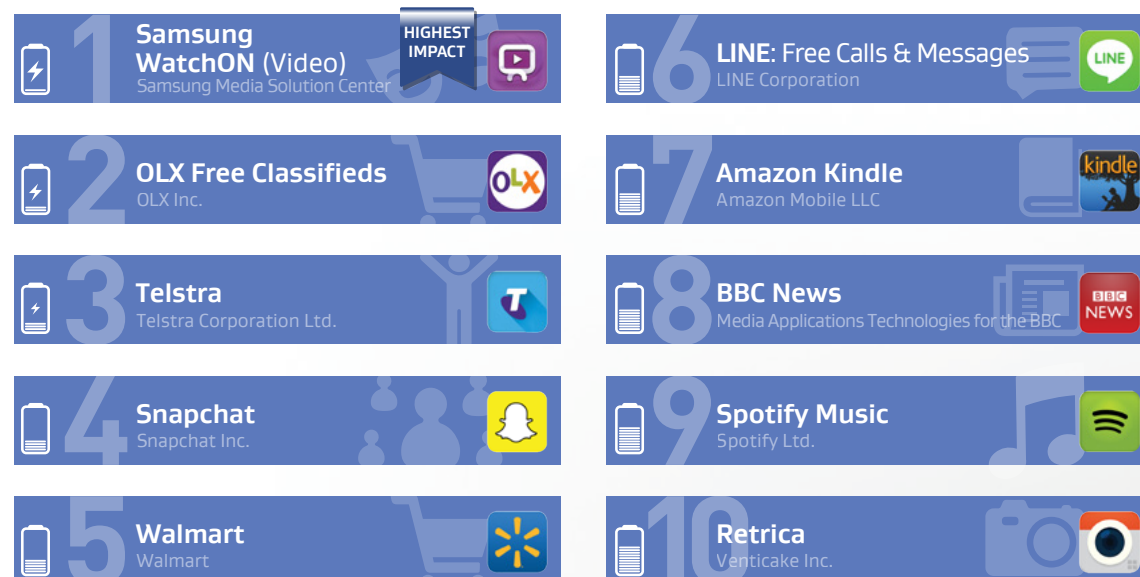 1
Samsung
WatchON (Video)
Samsung Media Solution Center
HIGHEST
IMPACT
2
OLX Free Classifieds
OLX Inc.
OLX
3
Telstra
Telstra Corporation Ltd.
T
4
Snapchat
Snapchat Inc.
5
Walmart
Walmart
6
LINE: Free Calls & Messages
LINE Corporation
LINE
7
Amazon Kindle
Amazon Mobile LLC
kindle
8
BBC News
Media Applications Technologies for the BBC
BBC
NEWS
9
Spotify Music
Spotify Ltd.
10
Retrica
Venticake Inc.